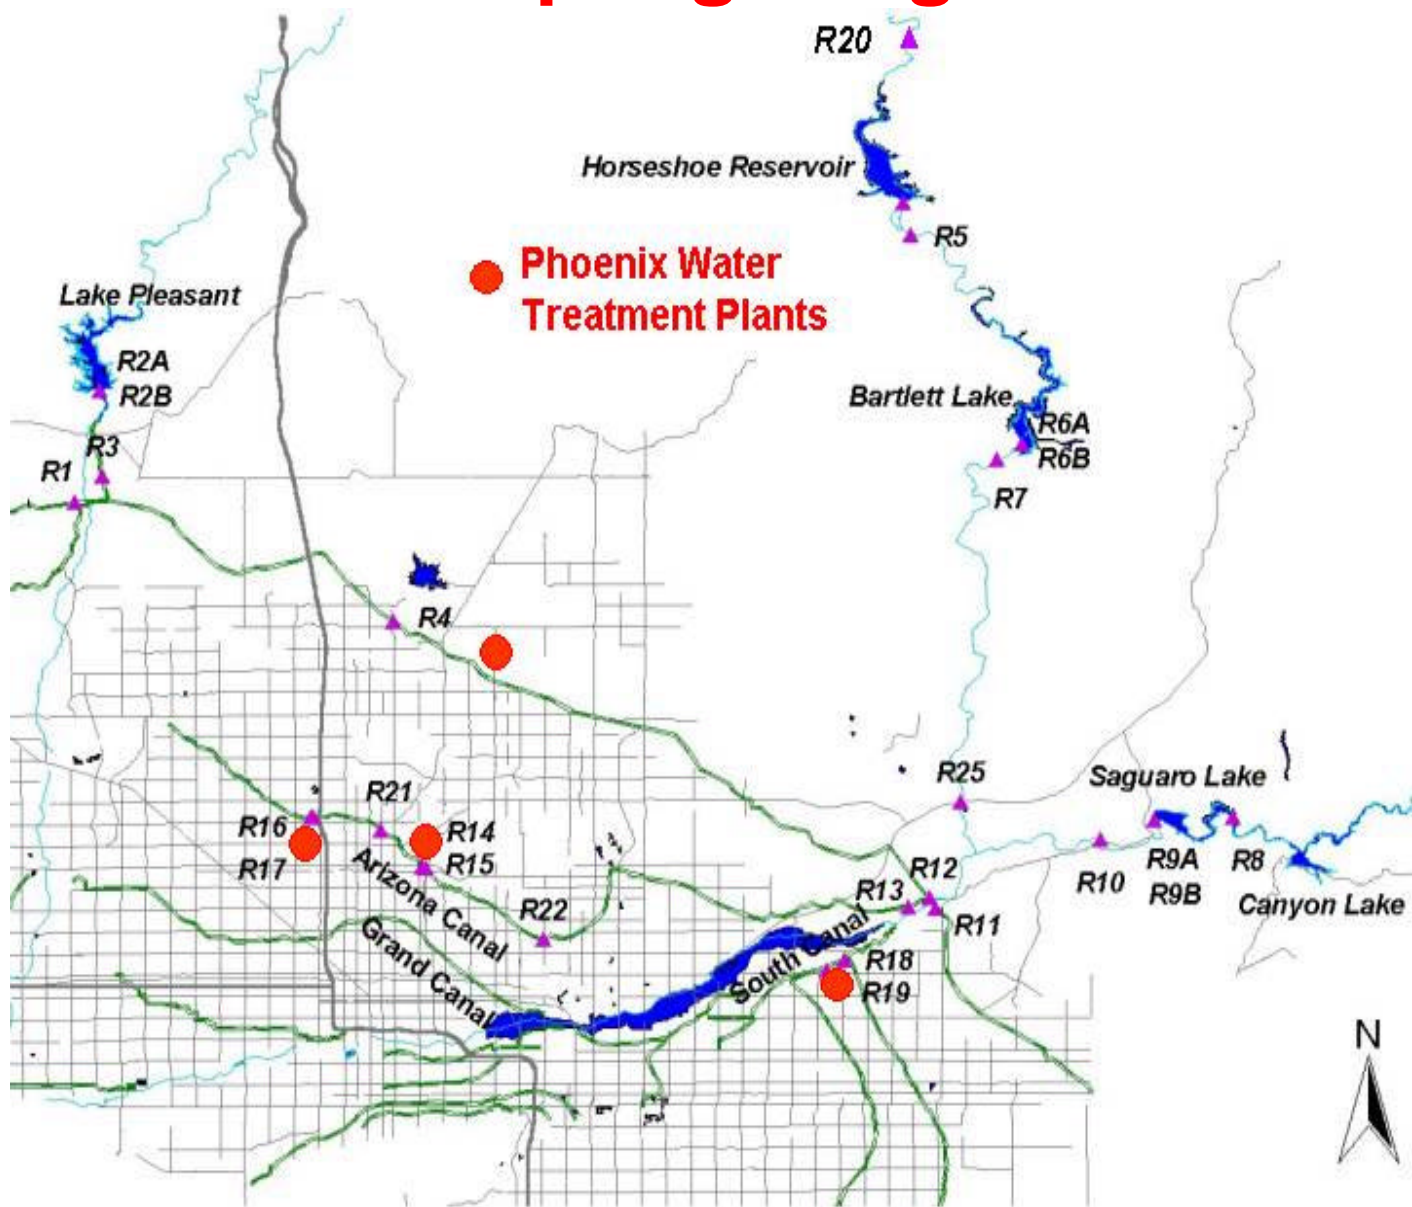 R20
Horseshoe Reservoir
R5
Phoenix Water
Treatment Plants
Lake Pleasant
R2A
R2B
Bartlett Lake
R6A
R6B
R3
R1
R7
R4
R25
Saguaro Lake
R21
R16
R17
R14
R15
R12
R13
R10
R9A
R9B
R8
Canyon Lake
R11
R22
Arizona Canal
Grand Canal
South Canal
R18
R19
N